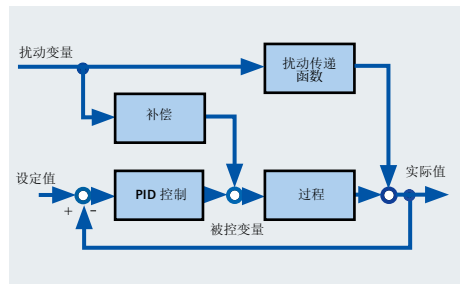 扰动变量
扰动传递
函数
补偿
设定值
实际值
PID 控制
过程
+ -
被控变量